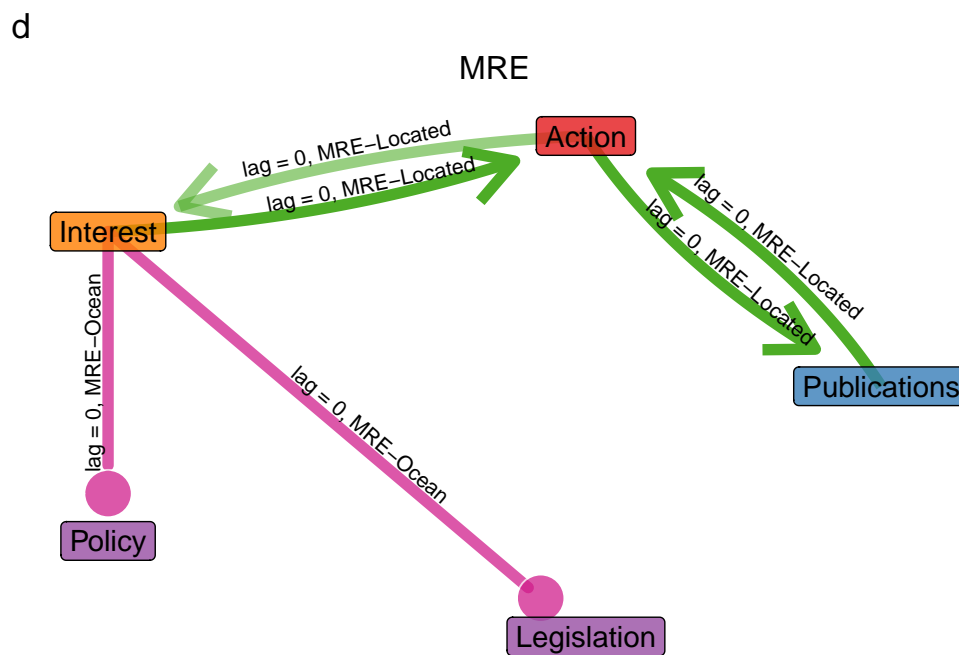 d
MRE
Action
lag = 0, MRE−Located
lag = 0, MRE−Located
Interest
lag = 0, MRE−Located
lag = 0, MRE−Located
lag = 0, MRE−Ocean
lag = 0, MRE−Ocean
Publications
Policy
Legislation